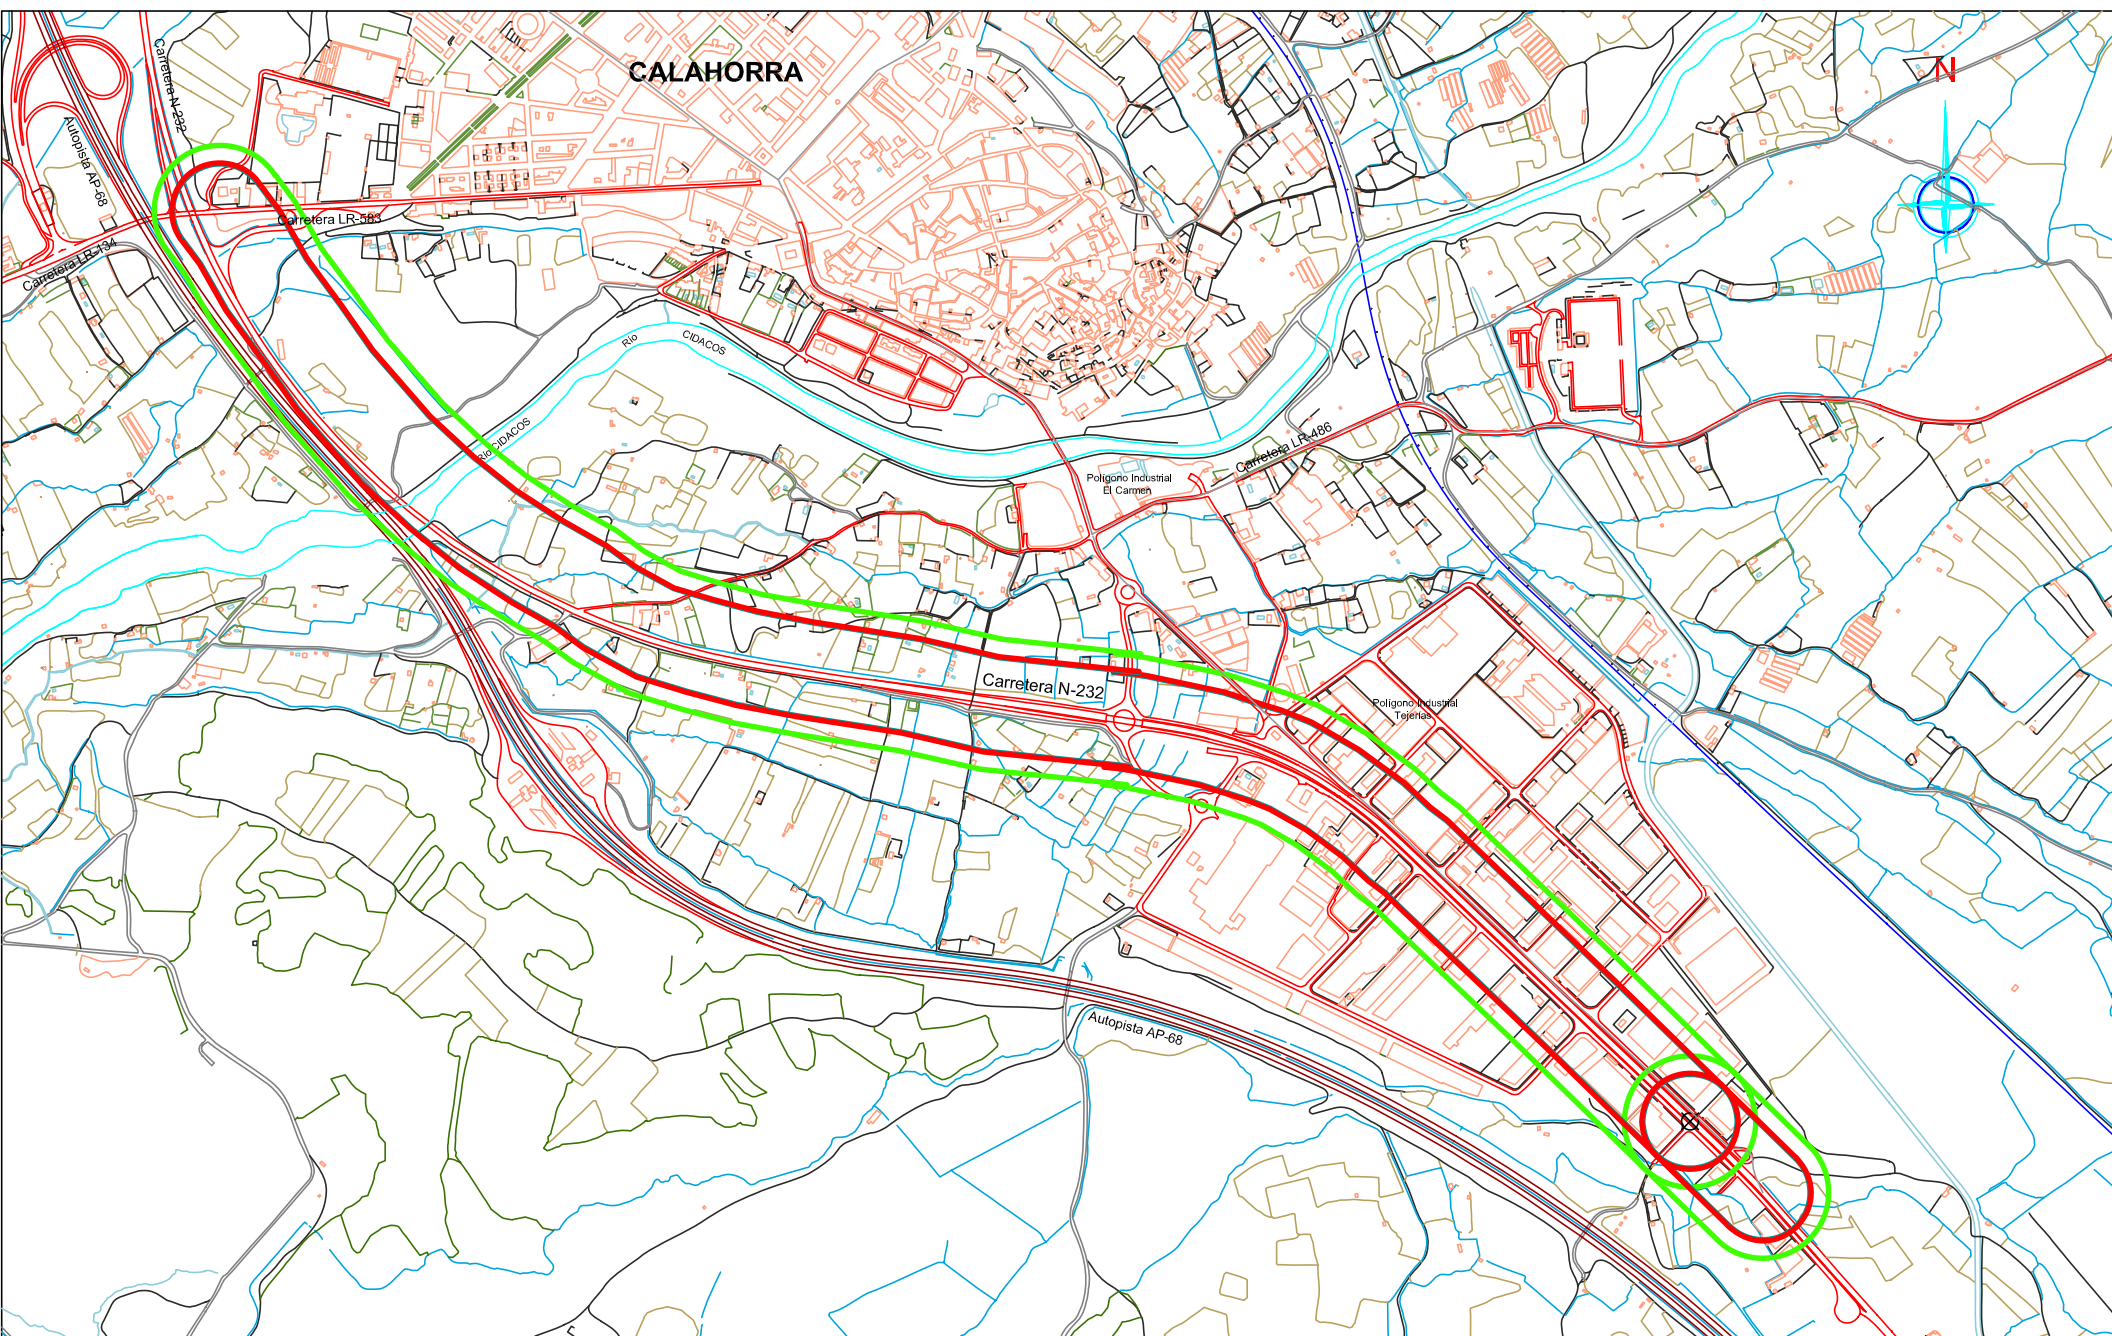 CALAHORRA
N
Carretera N-232
Autopista AP-68
Carretera LR-583
Carretera LR-134
Río
CIDACOS
Río CIDACOS
Carretera LR-486
Polígono Industrial
El Carmen
Carretera N-232
Polígono Industrial
Tejerías
Autopista AP-68